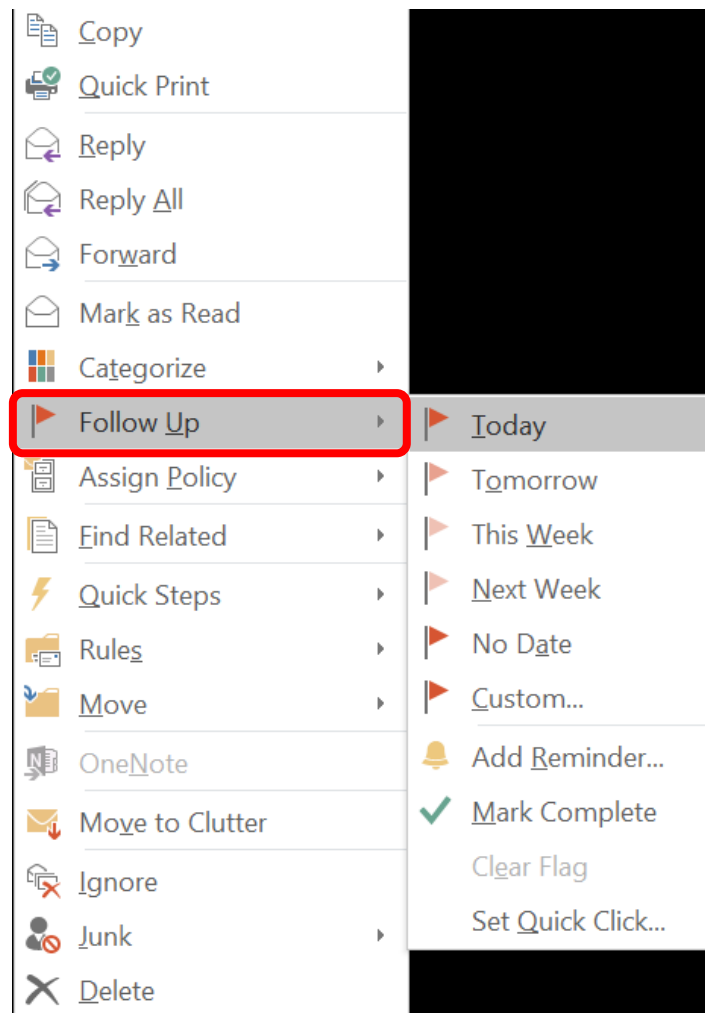 Copy
Quick Print
Reply
Reply All
Forward
Mark as Read
Categorize
Follow Up
Assign Policy
Find Related
Quick Steps
Rules
Move
OneNote
Move to Clutter
Ignore
Junk
Delete
Today
Tomorrow
This Week
Next Week
No Date
Custom...
Add Reminder...
Mark Complete
Clear Flag
Set Quick Click...